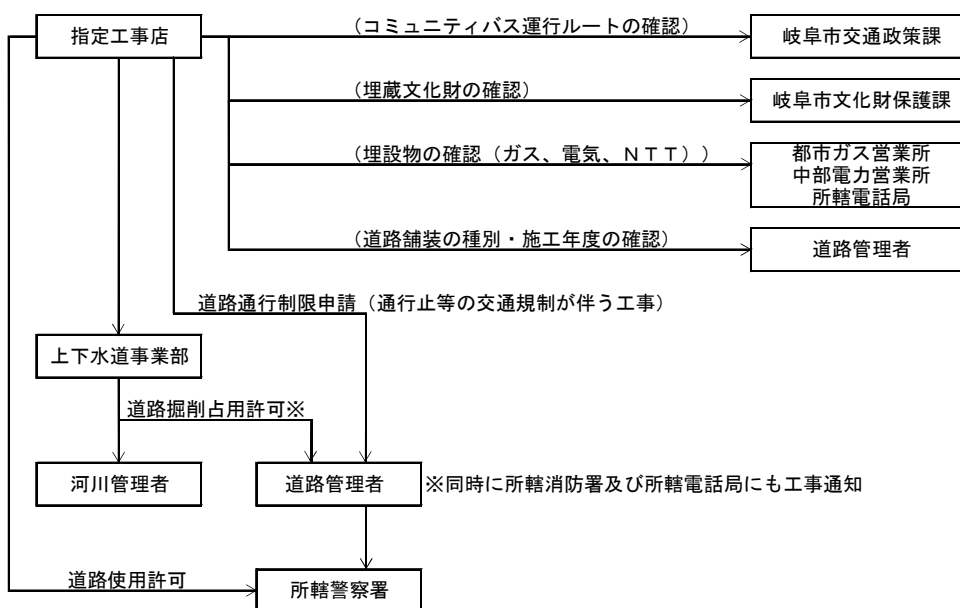 指定工事店
(コミュニティバス運行ルートの確認)
岐阜市交通政策課
(埋蔵文化財の確認)
岐阜市文化財保護課
(埋設物の確認(ガス、電気、NTT))
都市ガス営業所
中部電力営業所
所轄電話局
(道路舗装の種別・施工年度の確認)
道路管理者
道路通行制限申請(通行止等の交通規制が伴う工事)
上下水道事業部
道路掘削占用許可※
河川管理者
道路管理者
※同時に所轄消防署及び所轄電話局にも工事通知
道路使用許可
所轄警察署